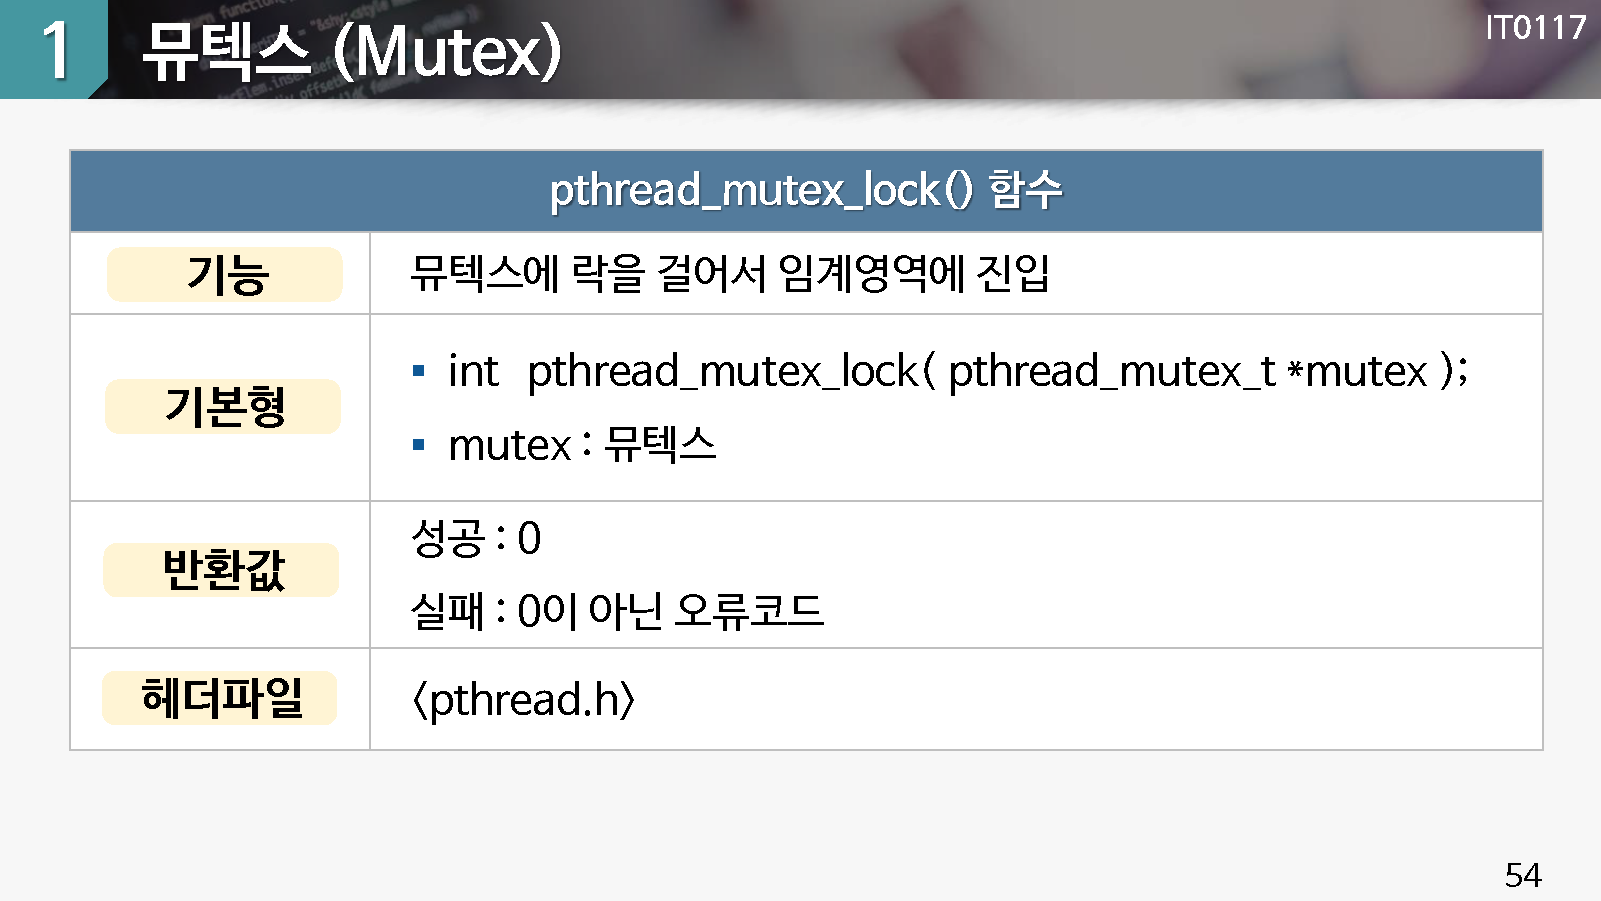 1 뮤텍스 (Mutex)
IT0117
pthread_mutex_lock() 함수
기능
뮤텍스에 락을 걸어서 임계영역에 진입
기본형
▪ int pthread_mutex_lock( pthread_mutex_t *mutex );
▪ mutex : 뮤텍스
반환값
성공 : 0
실패 : 0이 아닌 오류코드
헤더파일
<pthread.h>
54